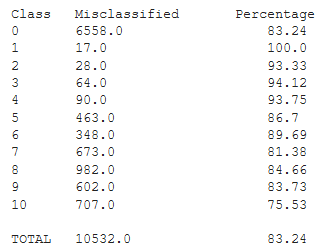 Class Misclassified Percentage
0 6558.0 83.24
1 17.0 100.0
2 28.0 93.33
3 64.0 94.12
4 90.0 93.75
5 463.0 86.7
6 348.0 89.69
7 673.0 81.38
8 982.0 84.66
9 602.0 83.73
10 707.0 75.53
TOTAL 10532.0 83.24